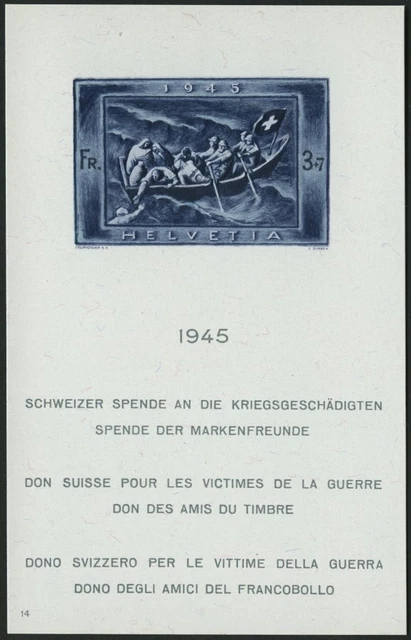 1945
FR. 3+7
HELVETIA
1945
SCHWEIZER SPENDE AN DIE KRIEGSGESCHÄDIGTEN
SPENDE DER MARKENFREUNDE
DON SUISSE POUR LES VICTIMES DE LA GUERRE
DON DES AMIS DU TIMBRE
DONO SVIZZERO PER LE VITTIME DELLA GUERRA
DONO DEGLI AMICI DEL FRANCOBOLLO
14